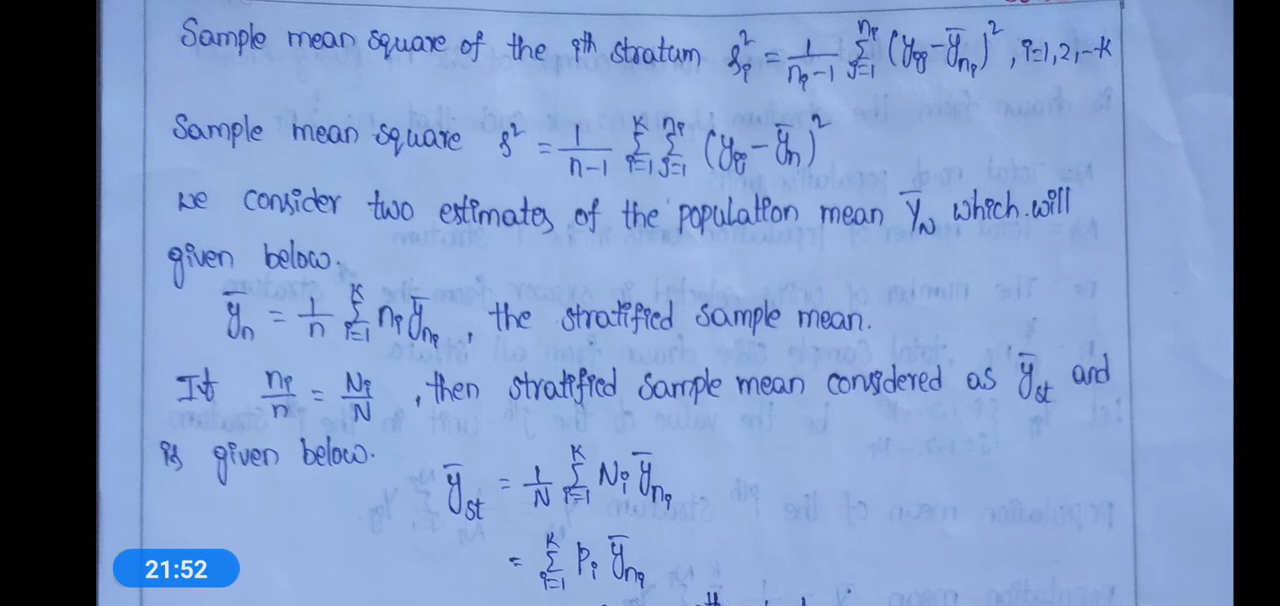 Sample mean square of the ith stratum s_i^2 = 1/(n_i-1) Σ_{j=1}^{n_i} (y_ij - ȳ_{n_i})^2, i=1,2,--K
Sample mean square s^2 = 1/(n-1) Σ_{i=1}^{K} Σ_{j=1}^{n_i} (y_ij - ȳ_n)^2
we consider two estimates of the population mean Ȳ_N which will
given below.
ȳ_n = 1/n Σ_{i=1}^{K} n_i ȳ_{n_i}, the stratified sample mean.
If n_i/n = N_i/N, then stratified sample mean considered as ȳ_st and
is given below.
ȳ_st = 1/N Σ_{i=1}^{K} N_i ȳ_{n_i}
= Σ_{i=1}^{K} P_i ȳ_{n_i}
21:52